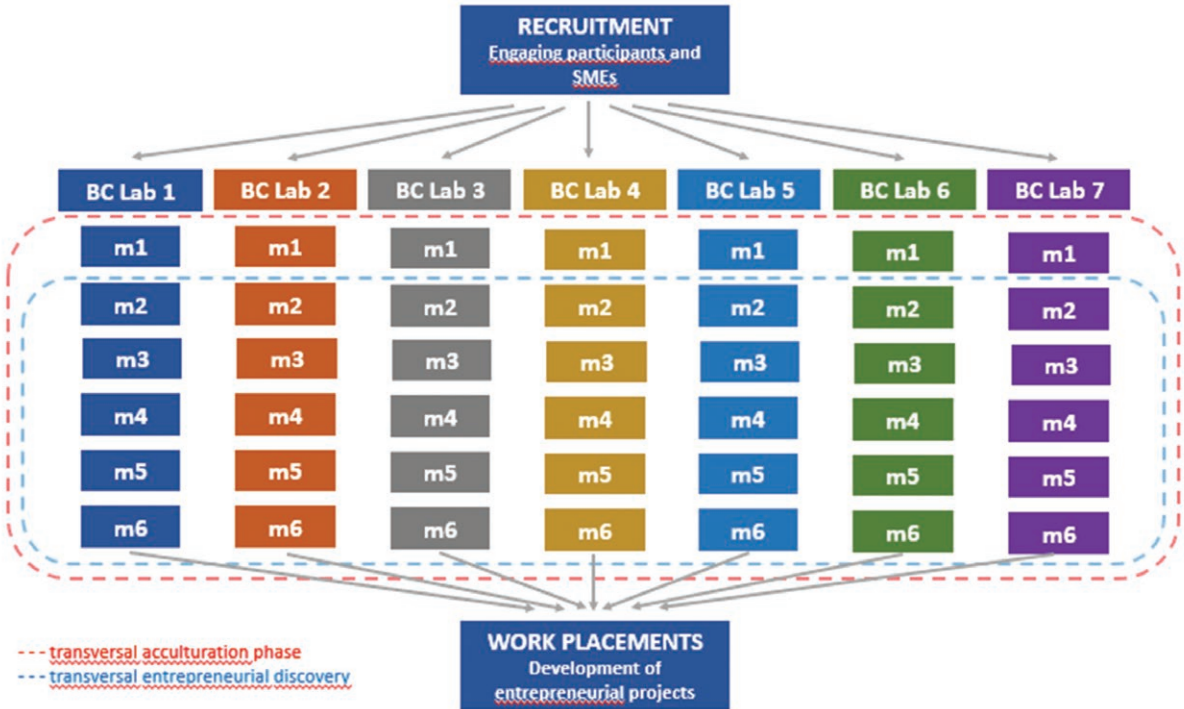 RECRUITMENT
Engaging participants and
SMEs
BC Lab 1 BC Lab 2 BC Lab 3 BC Lab 4 BC Lab 5 BC Lab 6 BC Lab 7
m1 m1 m1 m1 m1 m1 m1
m2 m2 m2 m2 m2 m2 m2
m3 m3 m3 m3 m3 m3 m3
m4 m4 m4 m4 m4 m4 m4
m5 m5 m5 m5 m5 m5 m5
m6 m6 m6 m6 m6 m6 m6
WORK PLACEMENTS
Development of
entrepreneurial projects
transversal acculturation phase
transversal entrepreneurial discovery